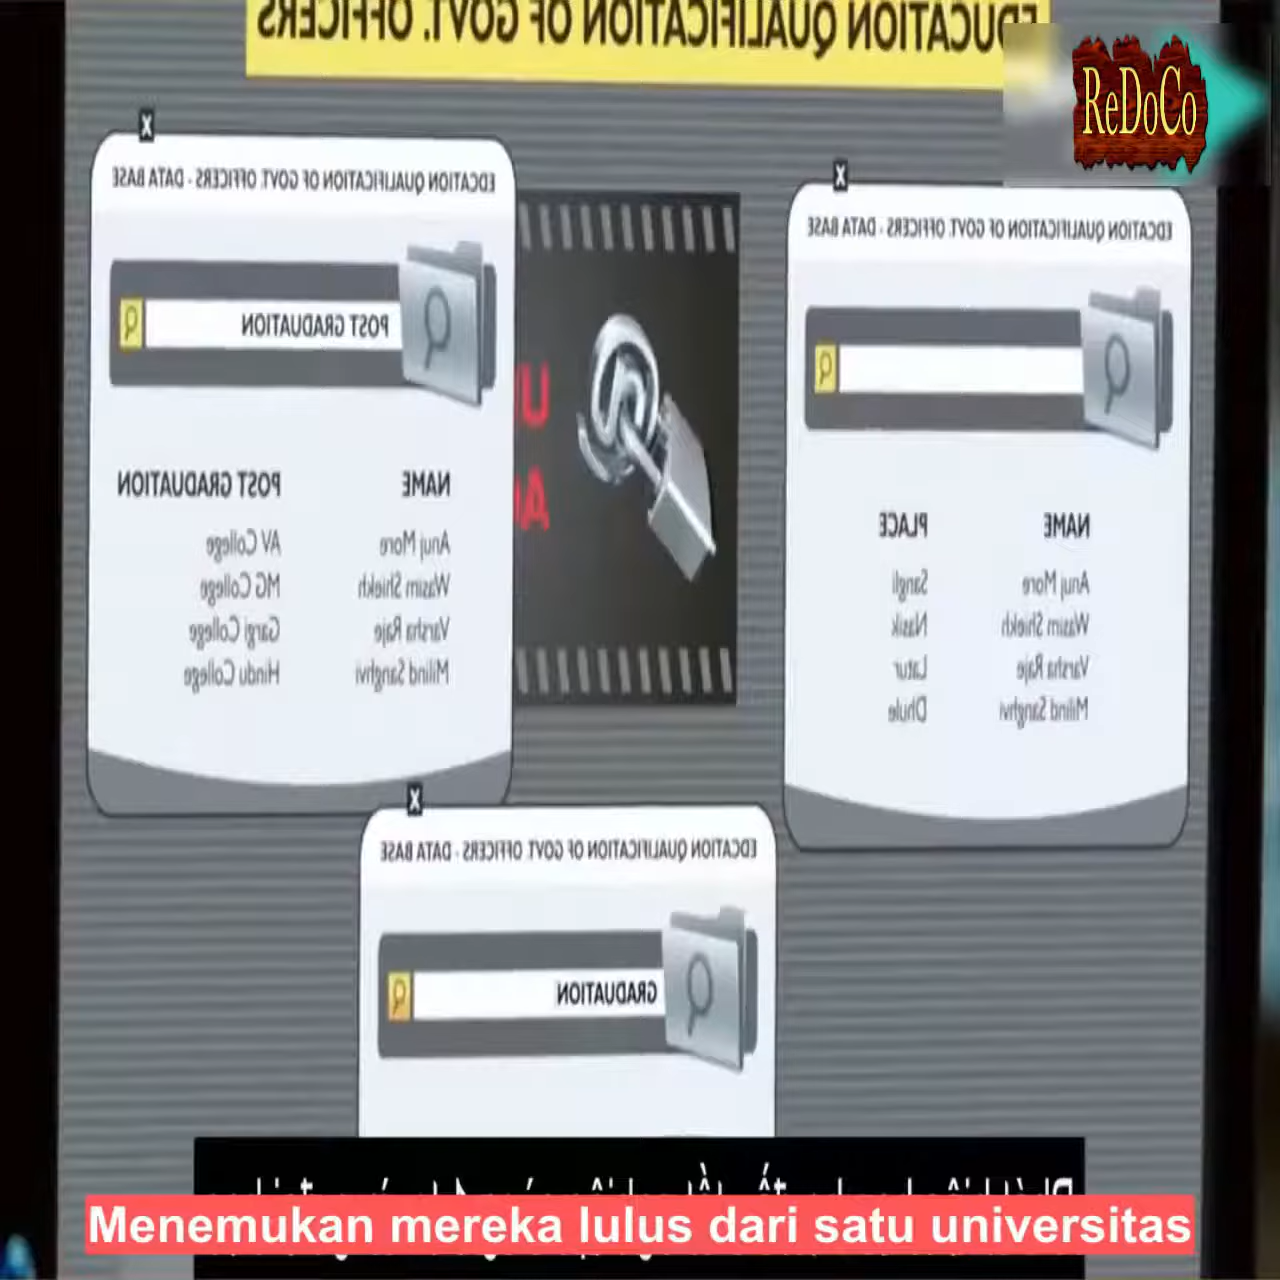 EDUCATION QUALIFICATION OF GOVT. OFFICERS
ReDoCo
X
EDCATION QUALIFICATION OF GOVT. OFFICERS - DATA BASE
POST GRADUATION
NAME POST GRADUATION
Anuj More AV College
Wasim Shiekh MG College
Varsha Raje Gargi College
Milind Sanghvi Hindu College
X
EDCATION QUALIFICATION OF GOVT. OFFICERS - DATA BASE
NAME PLACE
Anuj More Sangli
Wasim Shiekh Nasik
Varsha Raje Latur
Milind Sanghvi Dhule
X
EDCATION QUALIFICATION OF GOVT. OFFICERS - DATA BASE
GRADUATION
Menemukan mereka lulus dari satu universitas